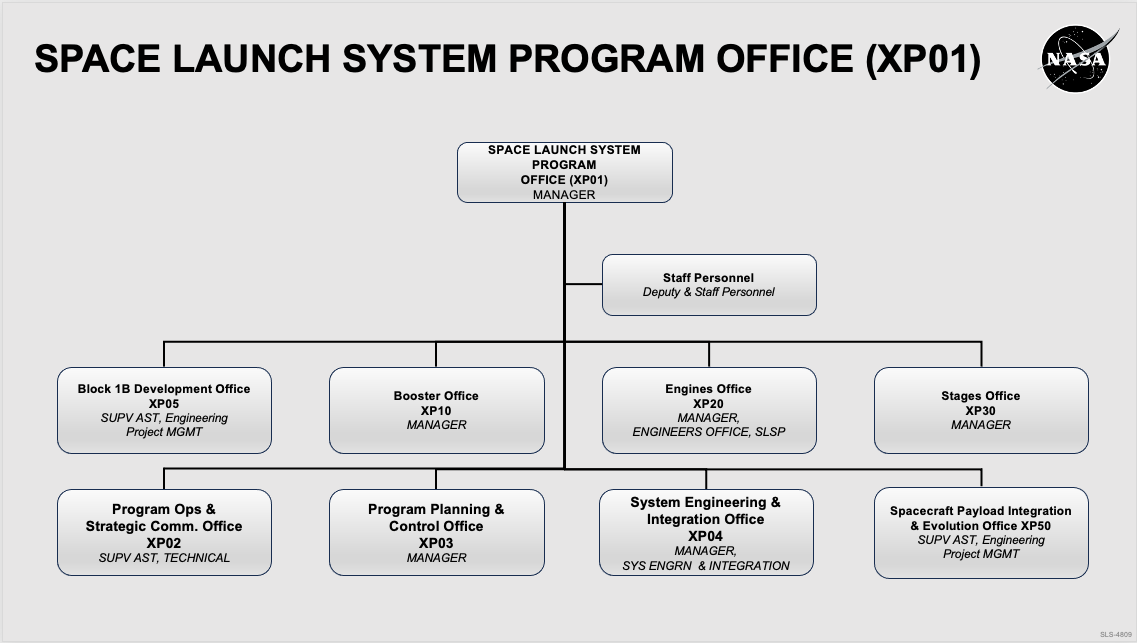 SPACE LAUNCH SYSTEM PROGRAM OFFICE (XP01)
NASA
SPACE LAUNCH SYSTEM
PROGRAM
OFFICE (XP01)
MANAGER
Staff Personnel
Deputy & Staff Personnel
Block 1B Development Office
XP05
SUPV AST, Engineering
Project MGMT
Booster Office
XP10
MANAGER
Engines Office
XP20
MANAGER,
ENGINEERS OFFICE, SLSP
Stages Office
XP30
MANAGER
Program Ops &
Strategic Comm. Office
XP02
SUPV AST, TECHNICAL
Program Planning &
Control Office
XP03
MANAGER
System Engineering &
Integration Office
XP04
MANAGER,
SYS ENGRN & INTEGRATION
Spacecraft Payload Integration
& Evolution Office XP50
SUPV AST, Engineering
Project MGMT
SLS-4809